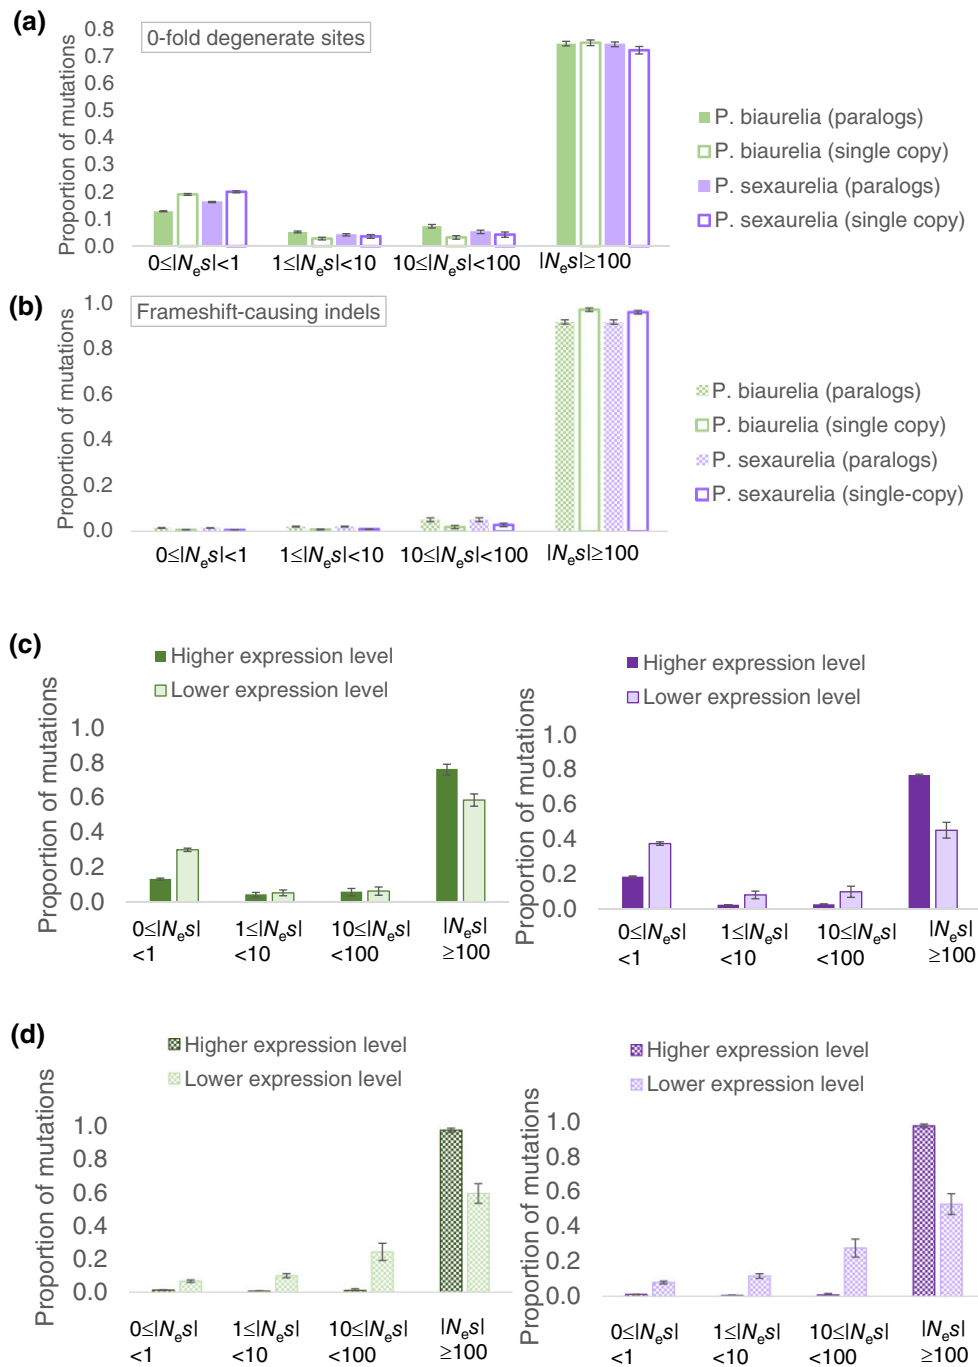 (a)
0-fold degenerate sites
Proportion of mutations
0.8
0.7
0.6
0.5
0.4
0.3
0.2
0.1
0.0
0≤|Nes|<1
1≤|Nes|<10
10≤|Nes|<100
|Nes|≥100
P. biaurelia (paralogs)
P. biaurelia (single copy)
P. sexaurelia (paralogs)
P. sexaurelia (single copy)
(b)
Frameshift-causing indels
Proportion of mutations
1.0
0.8
0.6
0.4
0.2
0.0
0≤|Nes|<1
1≤|Nes|<10
10≤|Nes|<100
|Nes|≥100
P. biaurelia (paralogs)
P. biaurelia (single copy)
P. sexaurelia (paralogs)
P. sexaurelia (single-copy)
(c)
Higher expression level
Lower expression level
Proportion of mutations
1.0
0.8
0.6
0.4
0.2
0.0
0≤|Nes|
<1
1≤|Nes|
<10
10≤|Nes|
<100
|Nes|
≥100
Higher expression level
Lower expression level
Proportion of mutations
1.0
0.8
0.6
0.4
0.2
0.0
0≤|Nes|
<1
1≤|Nes|
<10
10≤|Nes|
<100
|Nes|
≥100
(d)
Higher expression level
Lower expression level
Proportion of mutations
1.0
0.8
0.6
0.4
0.2
0.0
0≤|Nes|
<1
1≤|Nes|
<10
10≤|Nes|
<100
|Nes|
≥100
Higher expression level
Lower expression level
Proportion of mutations
1.0
0.8
0.6
0.4
0.2
0.0
0≤|Nes|
<1
1≤|Nes|
<10
10≤|Nes|
<100
|Nes|
≥100